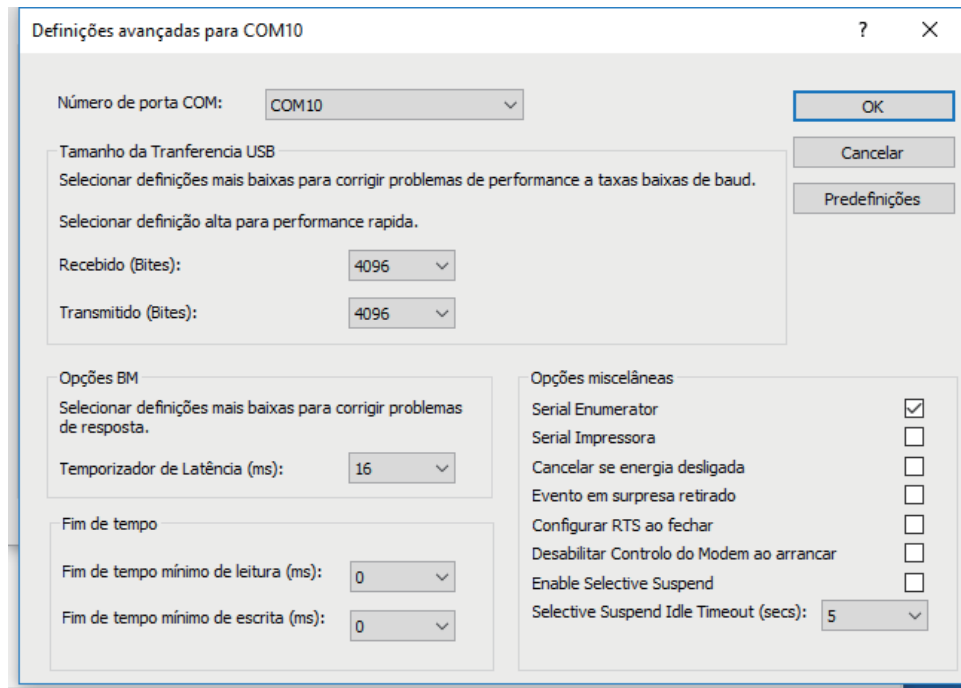 Definições avançadas para COM10
?
Número de porta COM:
COM10
OK
Cancelar
Predefinições
Tamanho da Tranferencia USB
Selecionar definições mais baixas para corrigir problemas de performance a taxas baixas de baud.
Selecionar definição alta para performance rapida.
Recebido (Bites):
4096
Transmitido (Bites):
4096
Opções BM
Selecionar definições mais baixas para corrigir problemas
de resposta.
Temporizador de Latência (ms):
16
Fim de tempo
Fim de tempo mínimo de leitura (ms):
0
Fim de tempo mínimo de escrita (ms):
0
Opções miscelâneas
Serial Enumerator
Serial Impressora
Cancelar se energia desligada
Evento em surpresa retirado
Configurar RTS ao fechar
Desabilitar Controlo do Modem ao arrancar
Enable Selective Suspend
Selective Suspend Idle Timeout (secs):
5